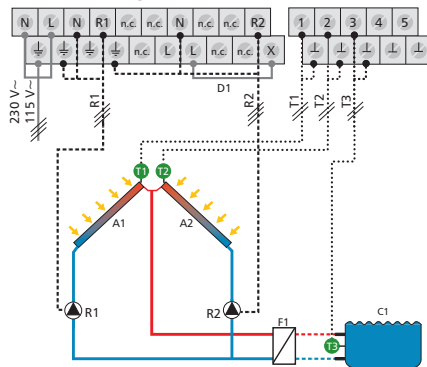 N L N R1 n.c. n.c. N n.c. n.c. R2 1 2 3 4 5
n.c. L L n.c. n.c. X
D1
230 V~
115 V~
R1
R2
T1
T2
T3
T1 T2
A1 A2
R1 R2
F1
C1
T3